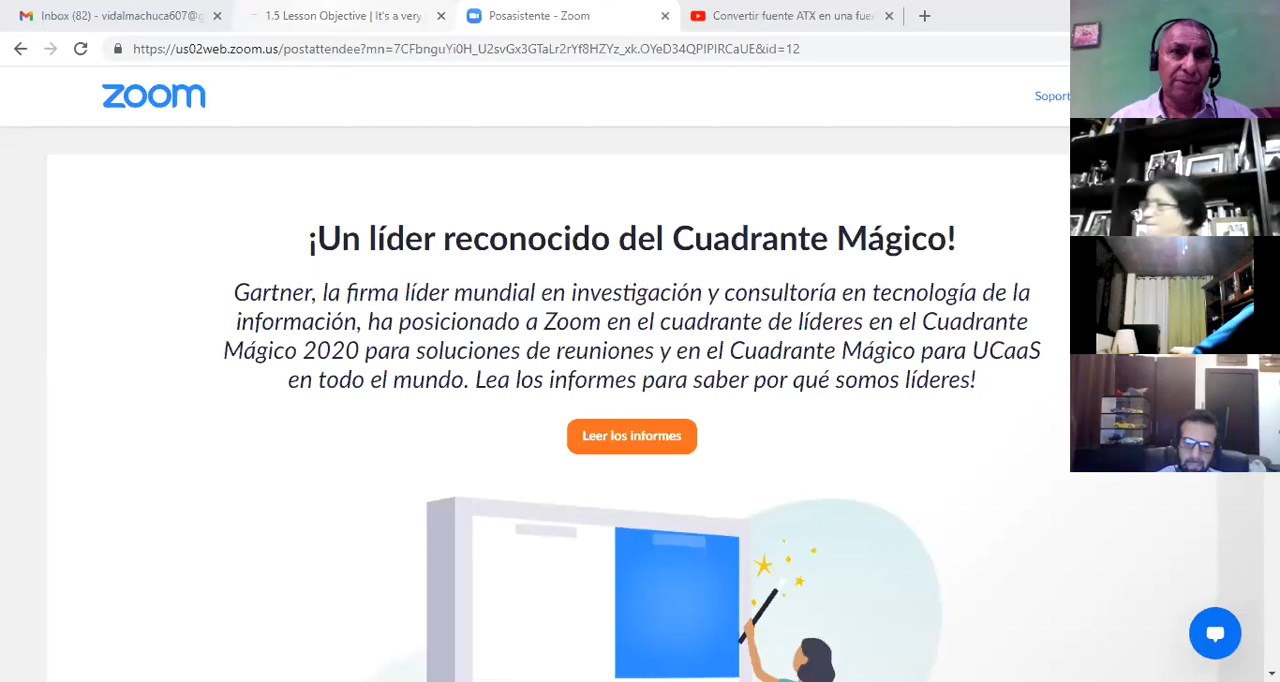 Inbox (82) - vidalmachuca607@g
1.5 Lesson Objective | It's a very
Posasistente - Zoom
Convertir fuente ATX en una fue
https://us02web.zoom.us/postattendee?mn=7CFbnguYi0H_U2svGx3GTaLr2rYf8HZYz_xk.OYeD34QPIPIRCaUE&id=12
zoom
Soport
¡Un líder reconocido del Cuadrante Mágico!
Gartner, la firma líder mundial en investigación y consultoría en tecnología de la
información, ha posicionado a Zoom en el cuadrante de líderes en el Cuadrante
Mágico 2020 para soluciones de reuniones y en el Cuadrante Mágico para UCaaS
en todo el mundo. Lea los informes para saber por qué somos líderes!
Leer los informes